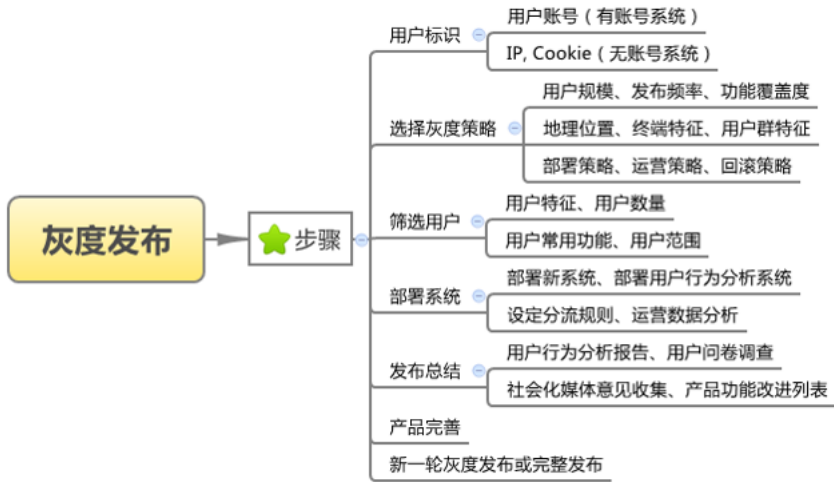 灰度发布
步骤
用户标识
用户账号（有账号系统）
IP, Cookie（无账号系统）
选择灰度策略
用户规模、发布频率、功能覆盖度
地理位置、终端特征、用户群特征
部署策略、运营策略、回滚策略
筛选用户
用户特征、用户数量
用户常用功能、用户范围
部署系统
部署新系统、部署用户行为分析系统
设定分流规则、运营数据分析
发布总结
用户行为分析报告、用户问卷调查
社会化媒体意见收集、产品功能改进列表
产品完善
新一轮灰度发布或完整发布